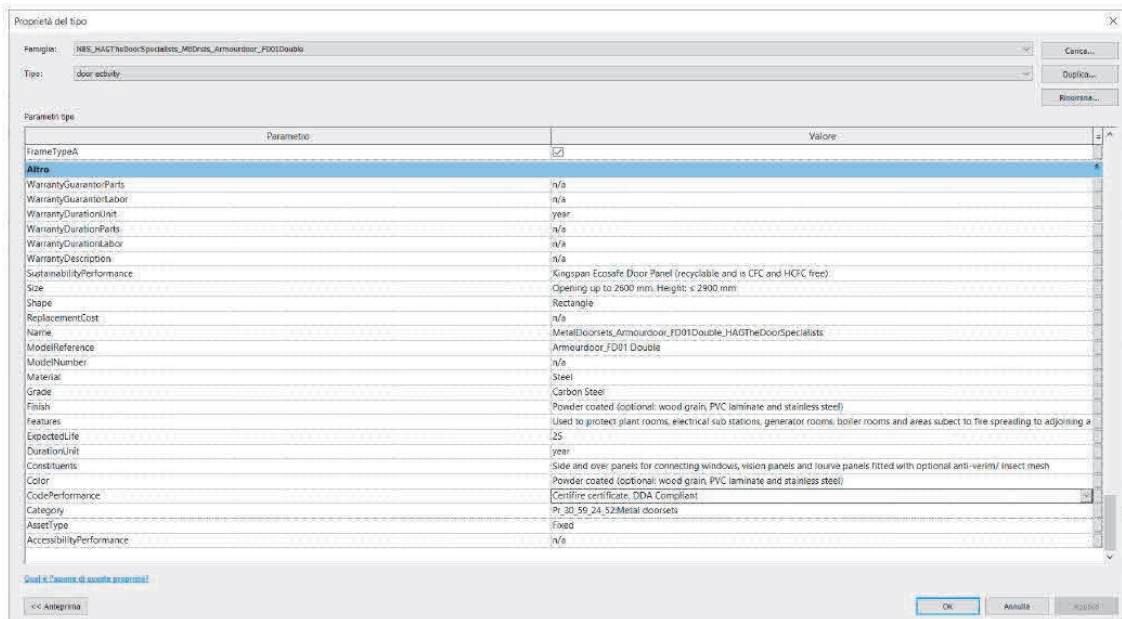 Proprietà del tipo
Famiglia: NBS_HAGTheDoorSpecialists_MtlDrsts_Armourdoor_FD01Double Carica...
Tipo: door activity Duplica...
Rinomina...
Parametri tipo
Parametro Valore =
FrameTypeA
Altro
WarrantyGuarantorParts n/a
WarrantyGuarantorLabor n/a
WarrantyDurationUnit year
WarrantyDurationParts n/a
WarrantyDurationLabor n/a
WarrantyDescription n/a
SustainabilityPerformance Kingspan Ecosafe Door Panel (recyclable and is CFC and HCFC free)
Size Opening up to 2600 mm. Height: ≤ 2900 mm
Shape Rectangle
ReplacementCost n/a
Name MetalDoorsets_Armourdoor_FD01Double_HAGTheDoorSpecialists
ModelReference Armourdoor_FD01 Double
ModelNumber n/a
Material Steel
Grade Carbon Steel
Finish Powder coated (optional: wood grain, PVC laminate and stainless steel)
Features Used to protect plant rooms, electrical sub stations, generator rooms, boiler rooms and areas subect to fire spreading to adjoining a
ExpectedLife 25
DurationUnit year
Constituents Side and over panels for connecting windows, vision panels and lourve panels fitted with optional anti-verim/ insect mesh
Color Powder coated (optional: wood grain, PVC laminate and stainless steel)
CodePerformance Certifire certificate, DDA Compliant
Category Pr_30_59_24_52:Metal doorsets
AssetType Fixed
AccessibilityPerformance n/a
Qual è l'azione di queste proprietà?
<< Anteprima OK Annulla Applica